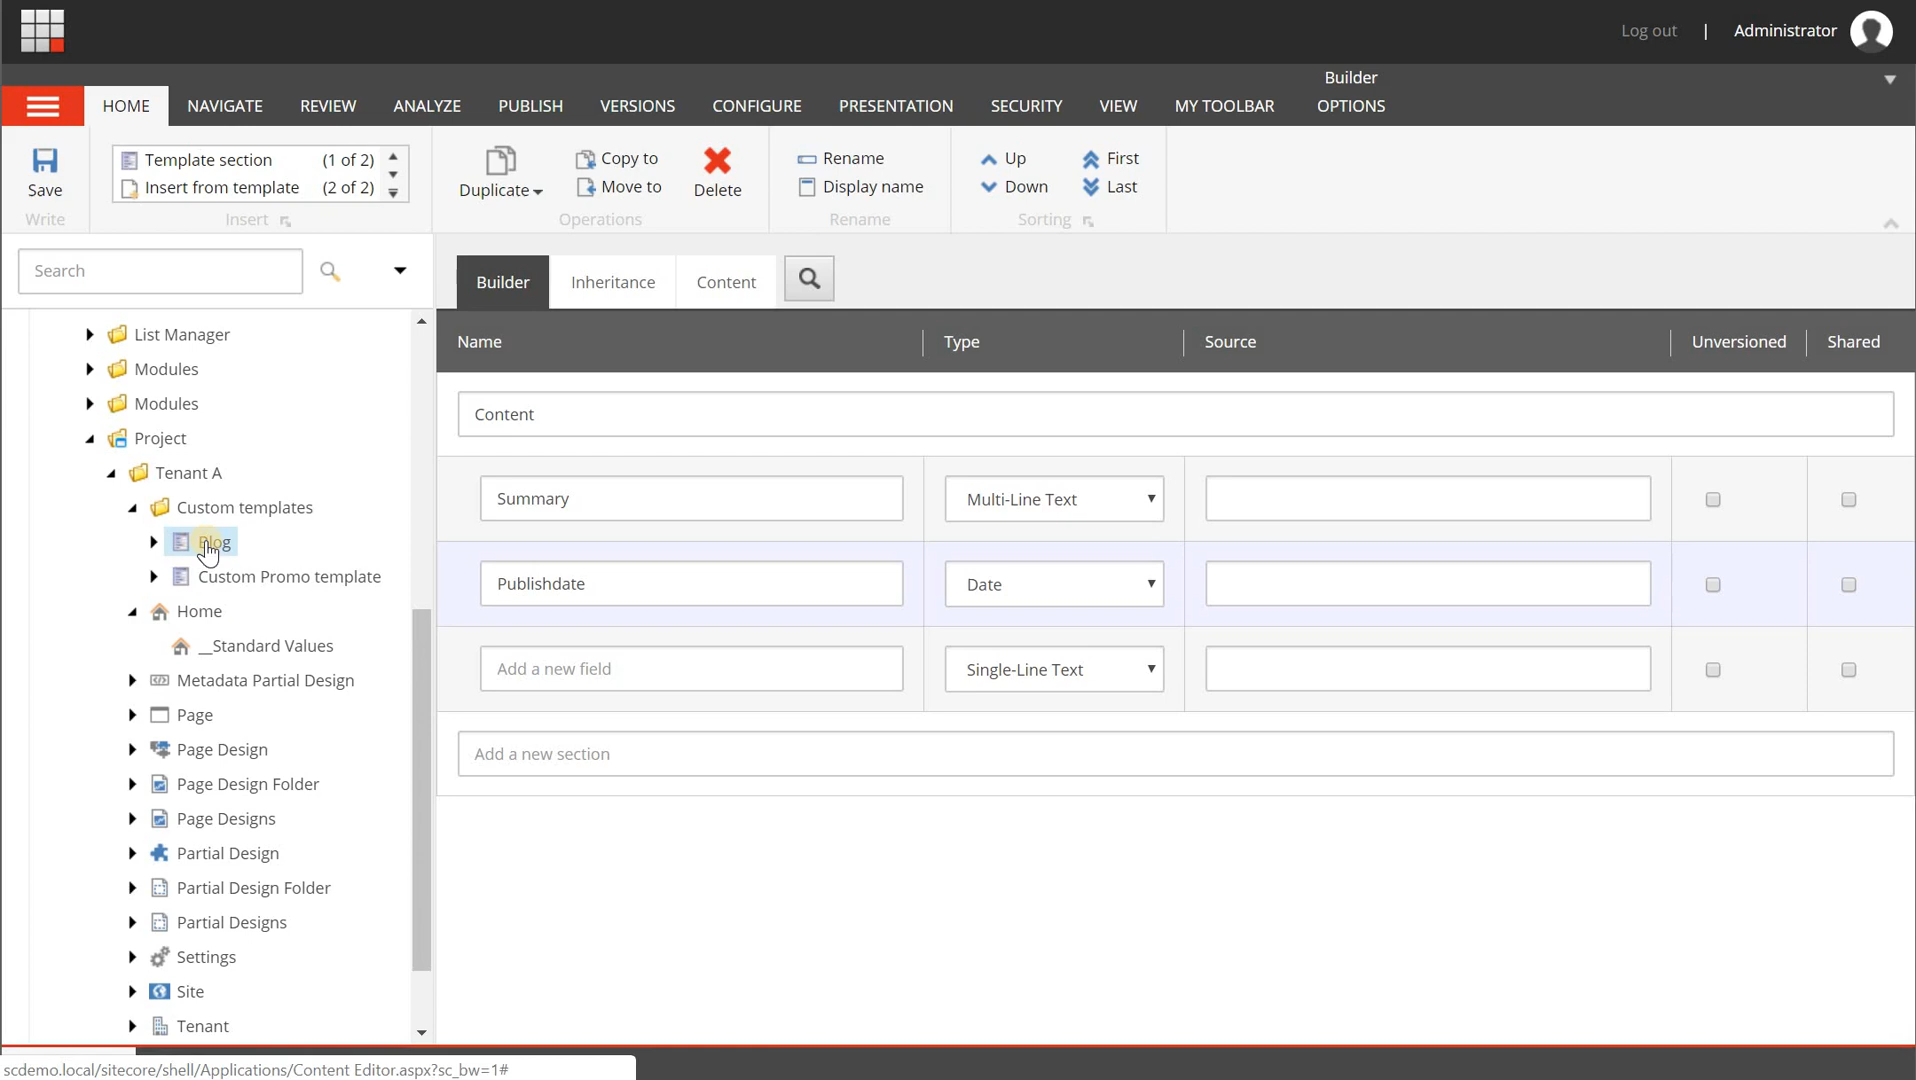 Log out | Administrator
Builder
HOME NAVIGATE REVIEW ANALYZE PUBLISH VERSIONS CONFIGURE PRESENTATION SECURITY VIEW MY TOOLBAR OPTIONS
Template section (1 of 2) Copy to Rename Up First
Save Insert from template (2 of 2) Duplicate Move to Delete Display name Down Last
Write Insert Operations Rename Sorting
Search
Builder Inheritance Content
Name Type Source Unversioned Shared
List Manager
Modules
Modules
Project
Tenant A
Custom templates
Blog
Custom Promo template
Home
__Standard Values
Metadata Partial Design
Page
Page Design
Page Design Folder
Page Designs
Partial Design
Partial Design Folder
Partial Designs
Settings
Site
Tenant
Content
Summary Multi-Line Text
Publishdate Date
Add a new field Single-Line Text
Add a new section
scdemo.local/sitecore/shell/Applications/Content Editor.aspx?sc_bw=1#